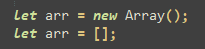 let arr = new Array();
let arr = [];